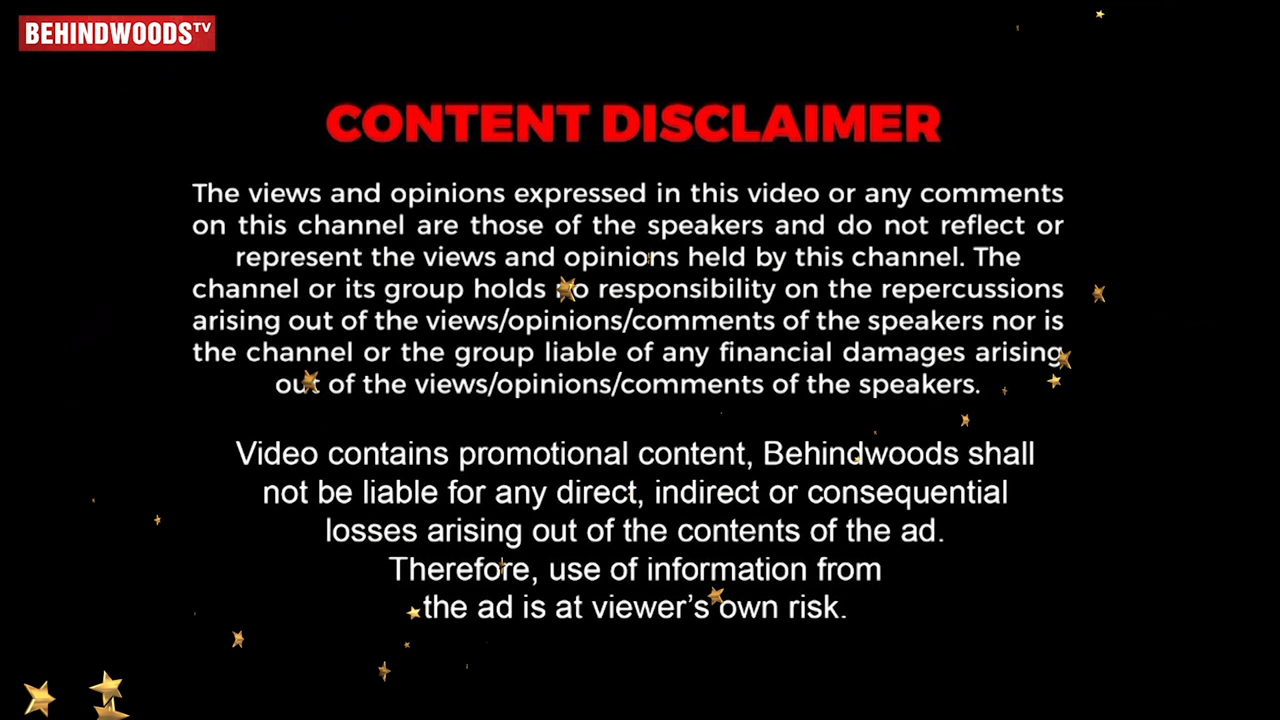 BEHINDWOODS TV
CONTENT DISCLAIMER
The views and opinions expressed in this video or any comments
on this channel are those of the speakers and do not reflect or
represent the views and opinions held by this channel. The
channel or its group holds no responsibility on the repercussions
arising out of the views/opinions/comments of the speakers nor is
the channel or the group liable of any financial damages arising
out of the views/opinions/comments of the speakers.
Video contains promotional content, Behindwoods shall
not be liable for any direct, indirect or consequential
losses arising out of the contents of the ad.
Therefore, use of information from
the ad is at viewer’s own risk.